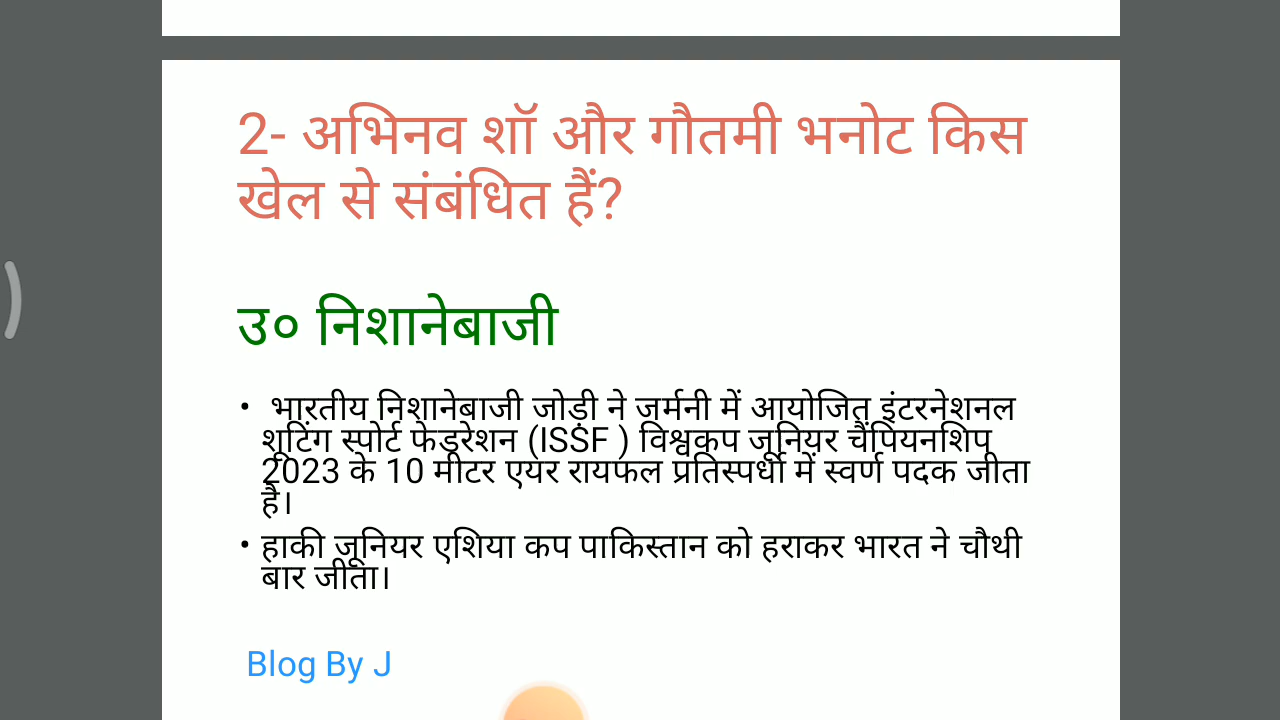 2- अभिनव शॉ और गौतमी भनोट किस
खेल से संबंधित हैं?
उ० निशानेबाजी
• भारतीय निशानेबाजी जोड़ी ने जर्मनी में आयोजित इंटरनेशनल
शूटिंग स्पोर्ट फेडरेशन (ISSF ) विश्वकप जूनियर चैंपियनशिप
2023 के 10 मीटर एयर रायफल प्रतिस्पर्धा में स्वर्ण पदक जीता
है।
• हाकी जूनियर एशिया कप पाकिस्तान को हराकर भारत ने चौथी
बार जीता।
Blog By J